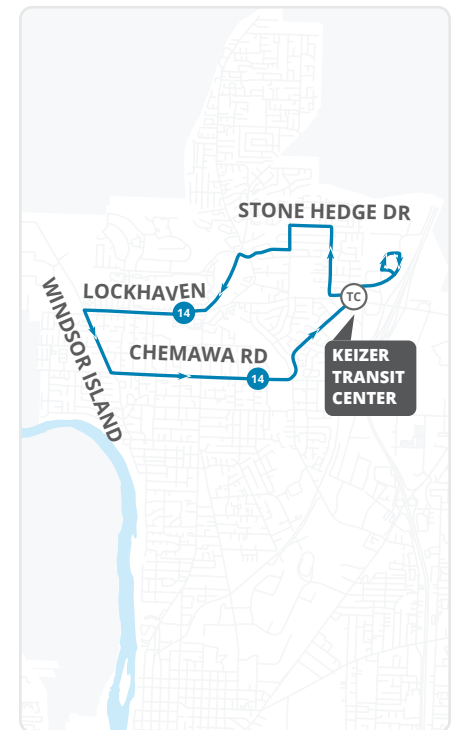 STONE HEDGE DR
LOCKHAVEN
14
TC
WINDSOR ISLAND
CHEMAWA RD
14
KEIZER
TRANSIT
CENTER